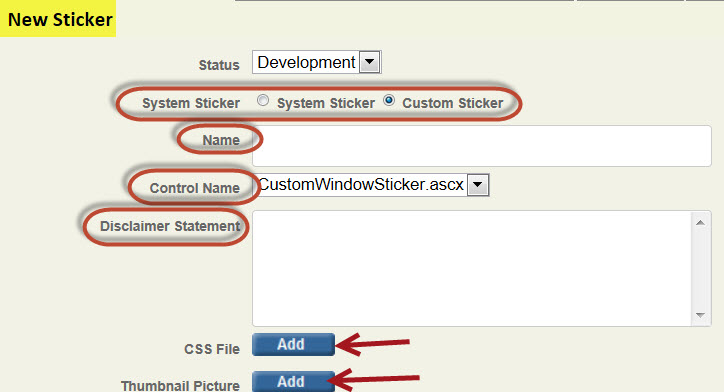 New Sticker
Status Development
System Sticker System Sticker Custom Sticker
Name
Control Name CustomWindowSticker.ascx
Disclaimer Statement
CSS File Add
Thumbnail Picture Add